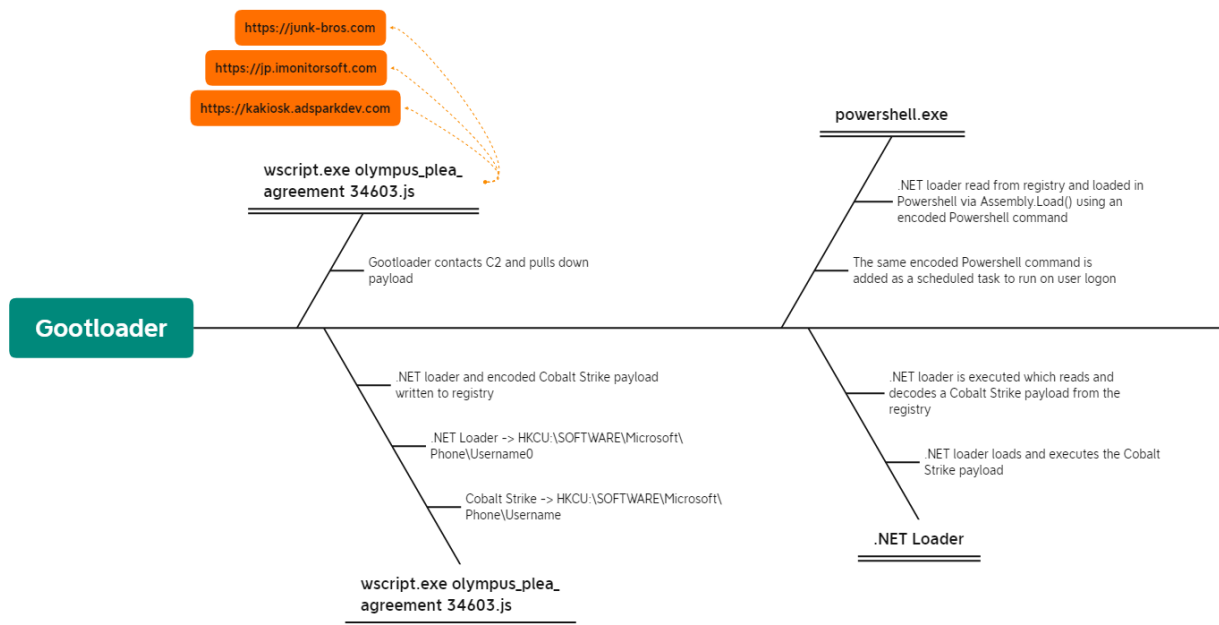 https://junk-bros.com
https://jp.imonitorsoft.com
https://kakiosk.adsparkdev.com
wscript.exe olympus_plea_
agreement 34603.js
Gootloader contacts C2 and pulls down
payload
powershell.exe
.NET loader read from registry and loaded in
Powershell via Assembly.Load() using an
encoded Powershell command
The same encoded Powershell command is
added as a scheduled task to run on user logon
Gootloader
.NET loader and encoded Cobalt Strike payload
written to registry
.NET Loader -> HKCU:\SOFTWARE\Microsoft\
Phone\Username0
Cobalt Strike -> HKCU:\SOFTWARE\Microsoft\
Phone\Username
wscript.exe olympus_plea_
agreement 34603.js
.NET loader is executed which reads and
decodes a Cobalt Strike payload from the
registry
.NET loader loads and executes the Cobalt
Strike payload
.NET Loader